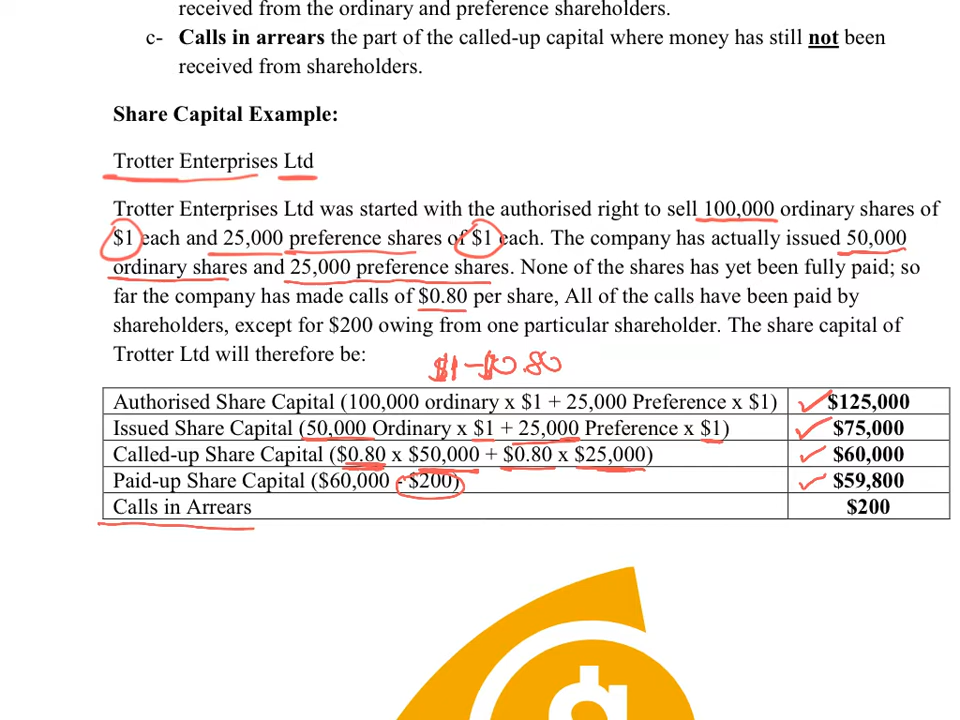 received from the ordinary and preference shareholders.
c- Calls in arrears the part of the called-up capital where money has still not been
received from shareholders.
Share Capital Example:
Trotter Enterprises Ltd
Trotter Enterprises Ltd was started with the authorised right to sell 100,000 ordinary shares of
$1 each and 25,000 preference shares of $1 each. The company has actually issued 50,000
ordinary shares and 25,000 preference shares. None of the shares has yet been fully paid; so
far the company has made calls of $0.80 per share, All of the calls have been paid by
shareholders, except for $200 owing from one particular shareholder. The share capital of
Trotter Ltd will therefore be:
$1-$0.80
Authorised Share Capital (100,000 ordinary x $1 + 25,000 Preference x $1) $125,000
Issued Share Capital (50,000 Ordinary x $1 + 25,000 Preference x $1) $75,000
Called-up Share Capital ($0.80 x $50,000 + $0.80 x $25,000) $60,000
Paid-up Share Capital ($60,000 - $200) $59,800
Calls in Arrears $200